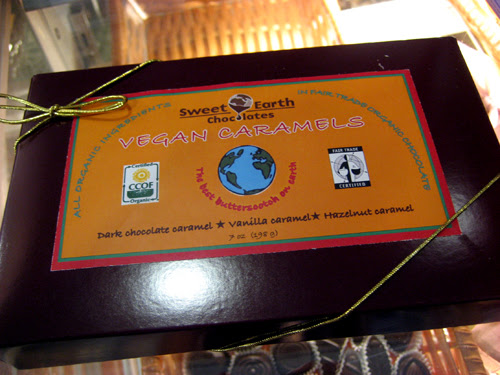 Sweet Earth
Chocolates
ALL ORGANIC INGREDIENTS
IN FAIR TRADE ORGANIC CHOCOLATE
VEGAN CARAMELS
Certified
CCOF
Organic
The best butterscotch on earth
FAIR TRADE
CERTIFIED
Dark chocolate caramel ★ Vanilla caramel ★ Hazelnut caramel
7 oz. (198 g)